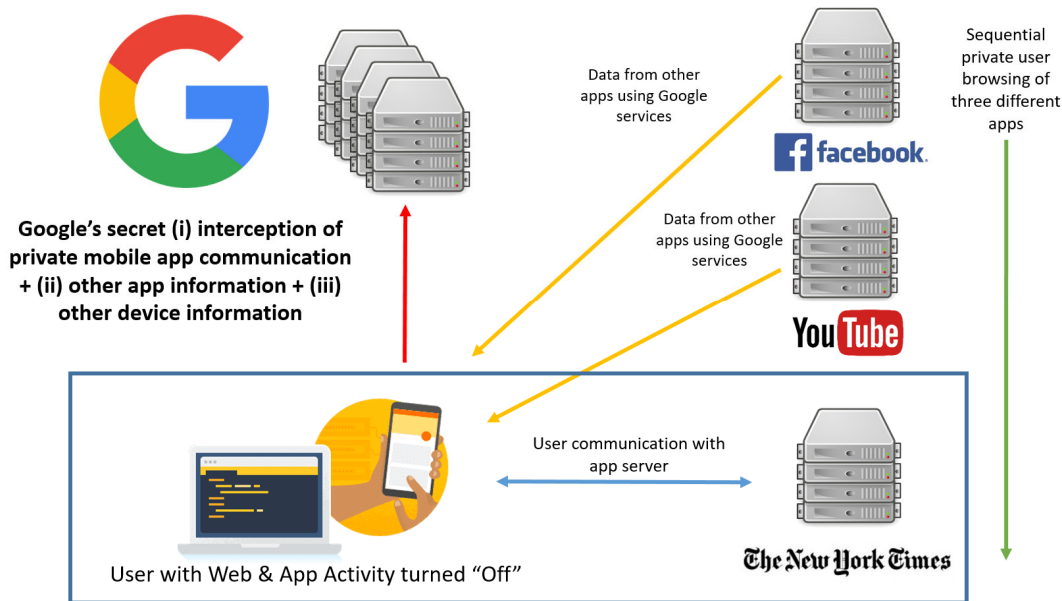 Data from other
apps using Google
services
Sequential
private user
browsing of
three different
apps
facebook.
Google’s secret (i) interception of
private mobile app communication
+ (ii) other app information + (iii)
other device information
Data from other
apps using Google
services
YouTube
User communication with
app server
The New York Times
User with Web & App Activity turned “Off”